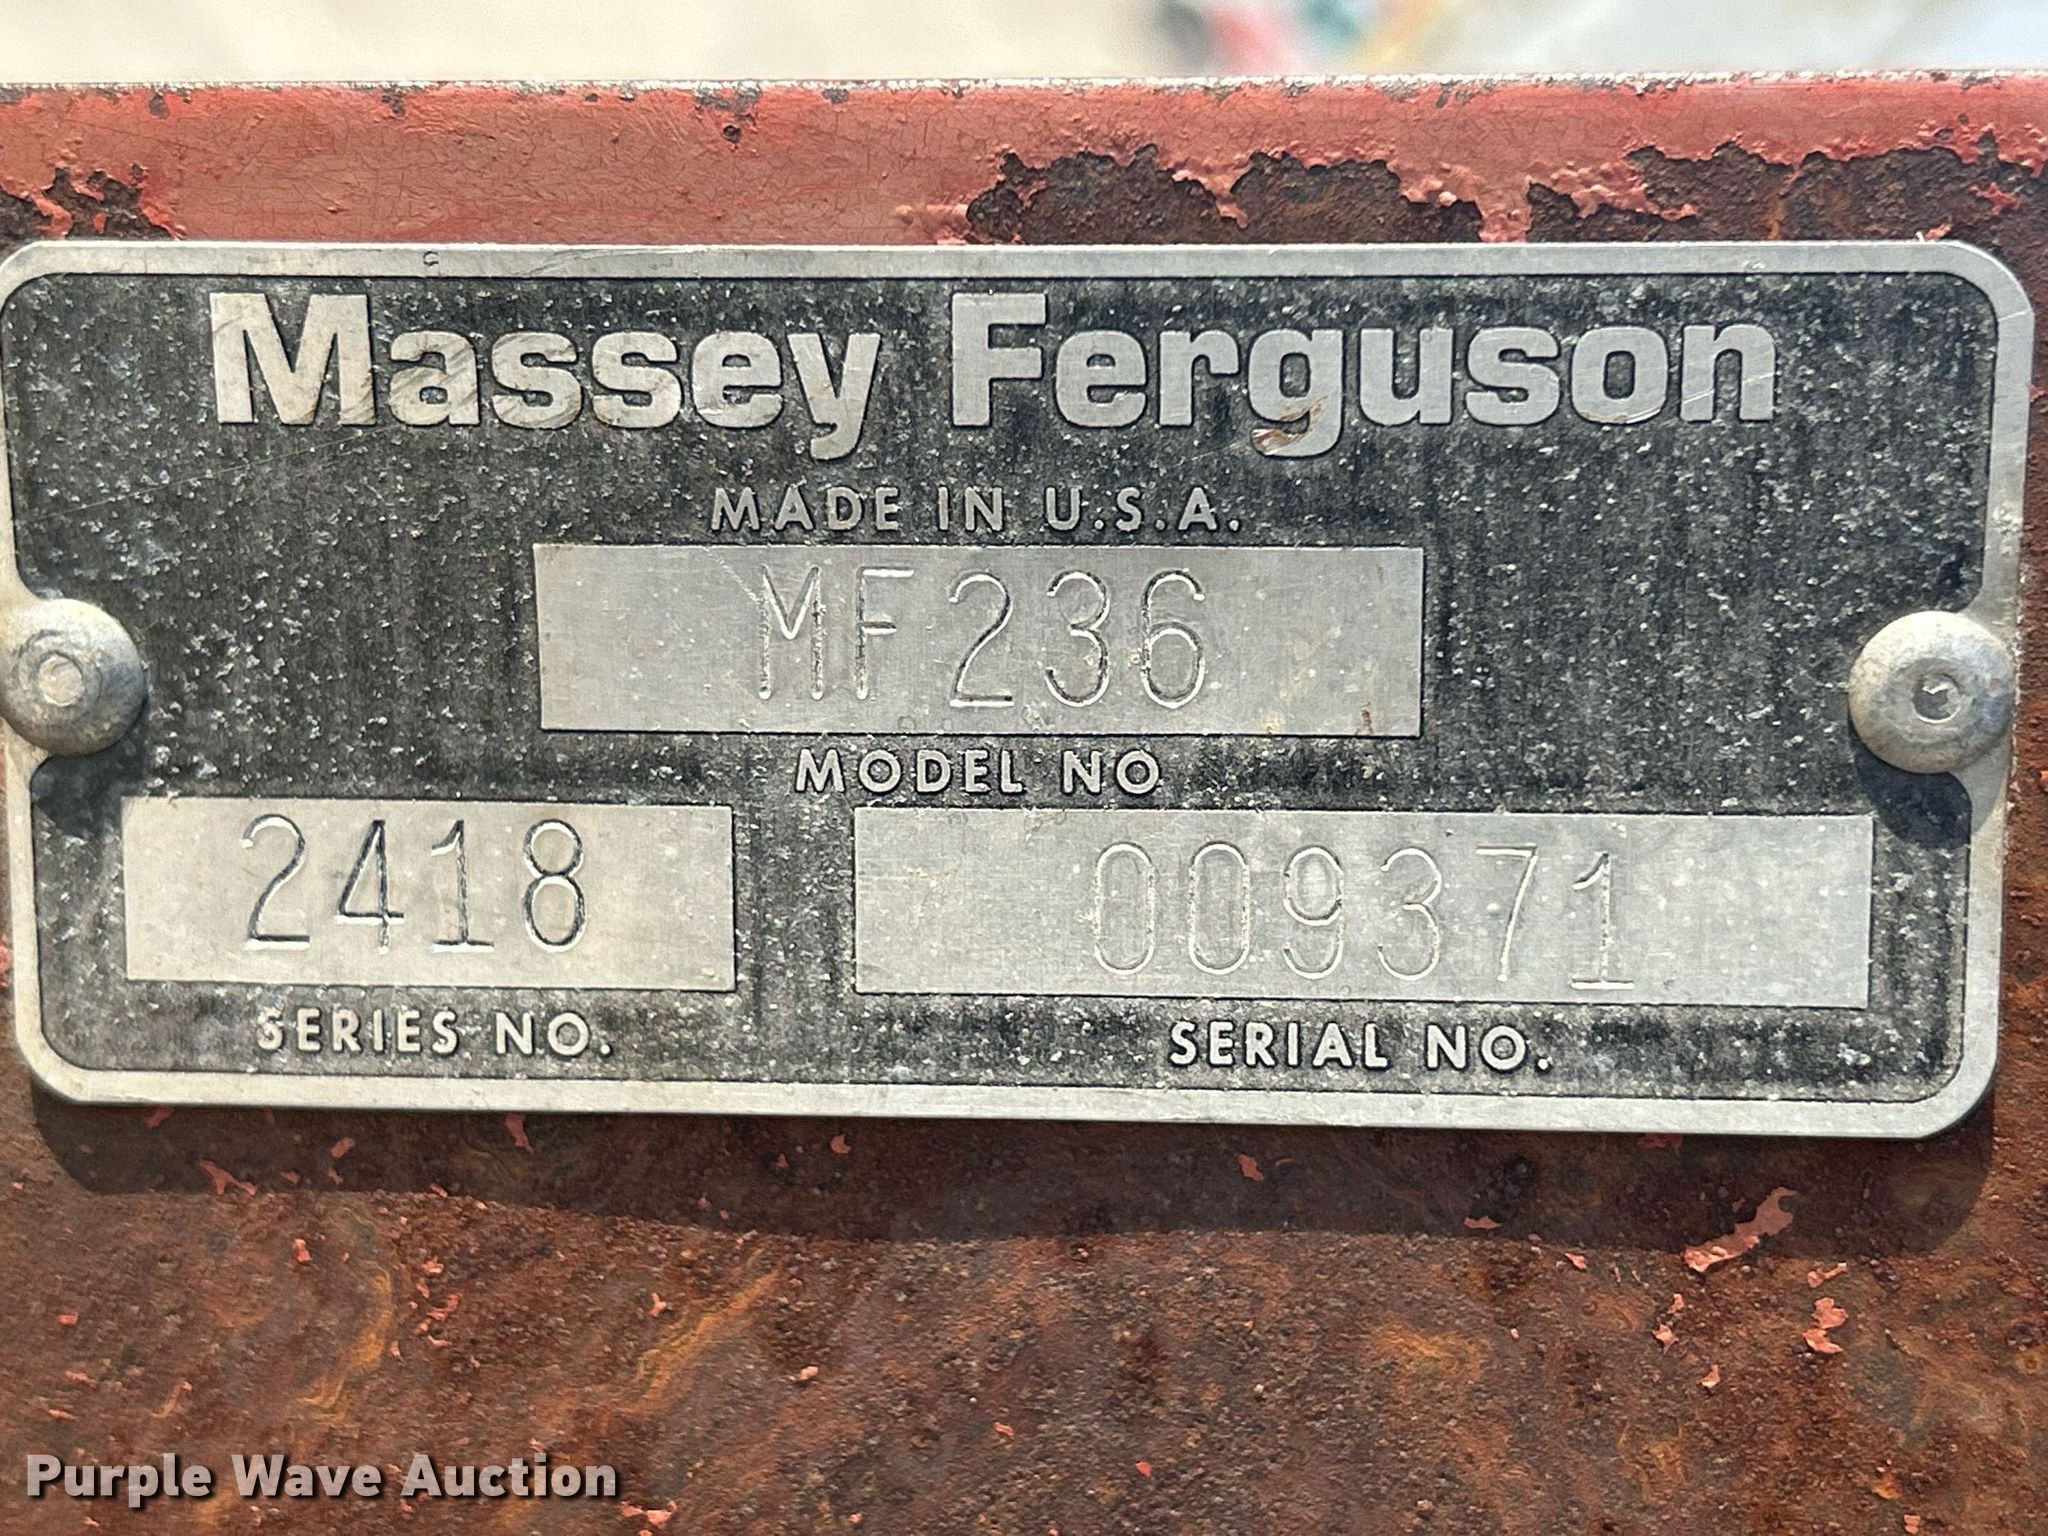 Massey Ferguson
MADE IN U.S.A.
MF236
MODEL NO
2418
009371
SERIES NO.
SERIAL NO.
Purple Wave Auction